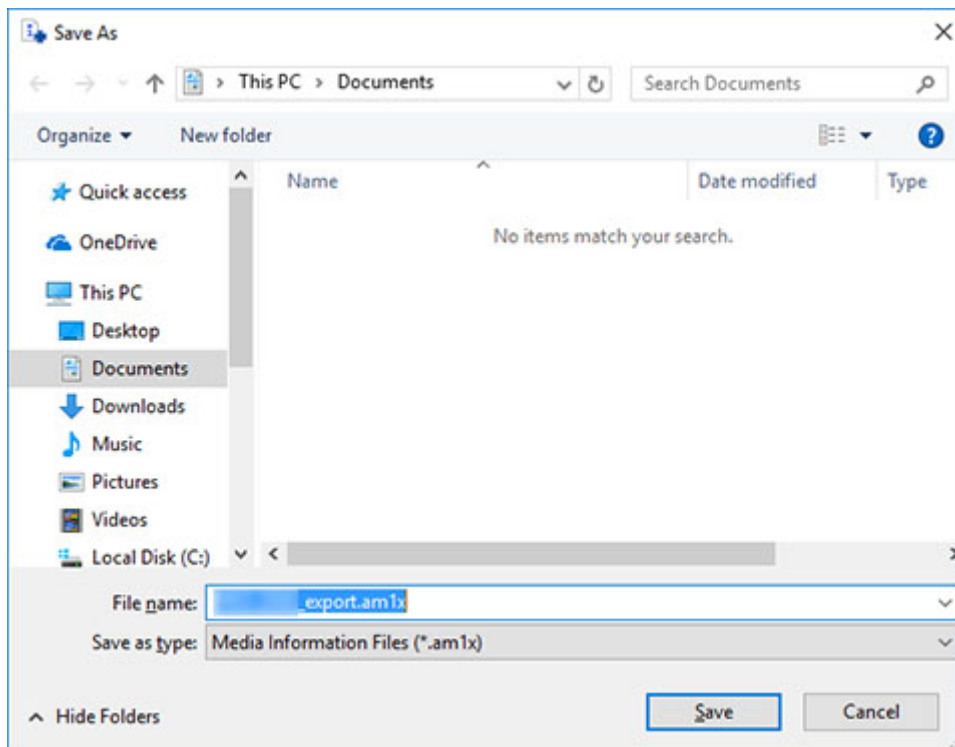 Save As
This PC > Documents
Search Documents
Organize
New folder
Name
Date modified
Type
No items match your search.
Quick access
OneDrive
This PC
Desktop
Documents
Downloads
Music
Pictures
Videos
Local Disk (C:)
File name: _export.am1x
Save as type: Media Information Files (*.am1x)
Hide Folders
Save
Cancel